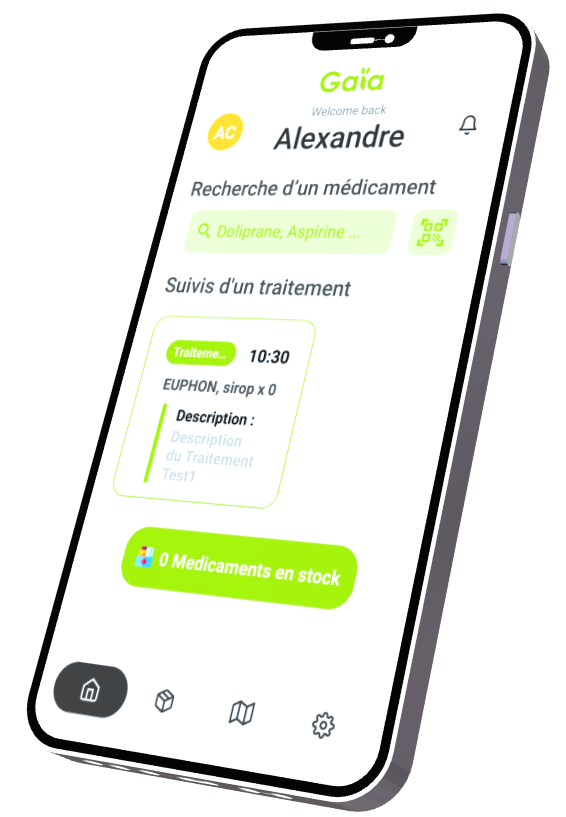 Gaïa
Welcome back
AC
Alexandre
Recherche d'un médicament
Doliprane, Aspirine ...
Suivis d'un traitement
Traiteme... 10:30
EUPHON, sirop x 0
Description :
Description
du Traitement
Test1
0 Medicaments en stock